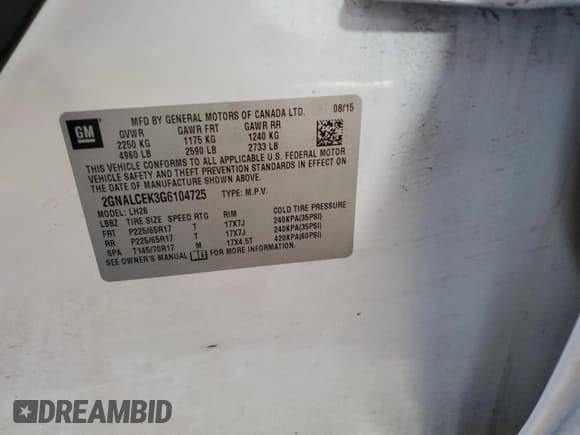 GM
MFD BY GENERAL MOTORS OF CANADA LTD. 08/15
GVWR GAWR FRT GAWR RR
2250 KG 1175 KG 1240 KG
4960 LB 2590 LB 2733 LB
THIS VEHICLE CONFORMS TO ALL APPLICABLE U.S. FEDERAL MOTOR
VEHICLE SAFETY AND THEFT PREVENTION STANDARDS IN EFFECT
ON THE DATE OF MANUFACTURE SHOWN ABOVE.
2GNALCEK3G6104725 TYPE: M.P.V.
MODEL: LH26
LBBZ TIRE SIZE SPEED RTG RIM COLD TIRE PRESSURE
FRT P225/65R17 T 17X7J 240KPA(35PSI)
RR P225/65R17 T 17X7J 240KPA(35PSI)
SPA T145/70R17 M 17X4.5T 420KPA(60PSI)
SEE OWNER'S MANUAL FOR MORE INFORMATION.
DREAMBID